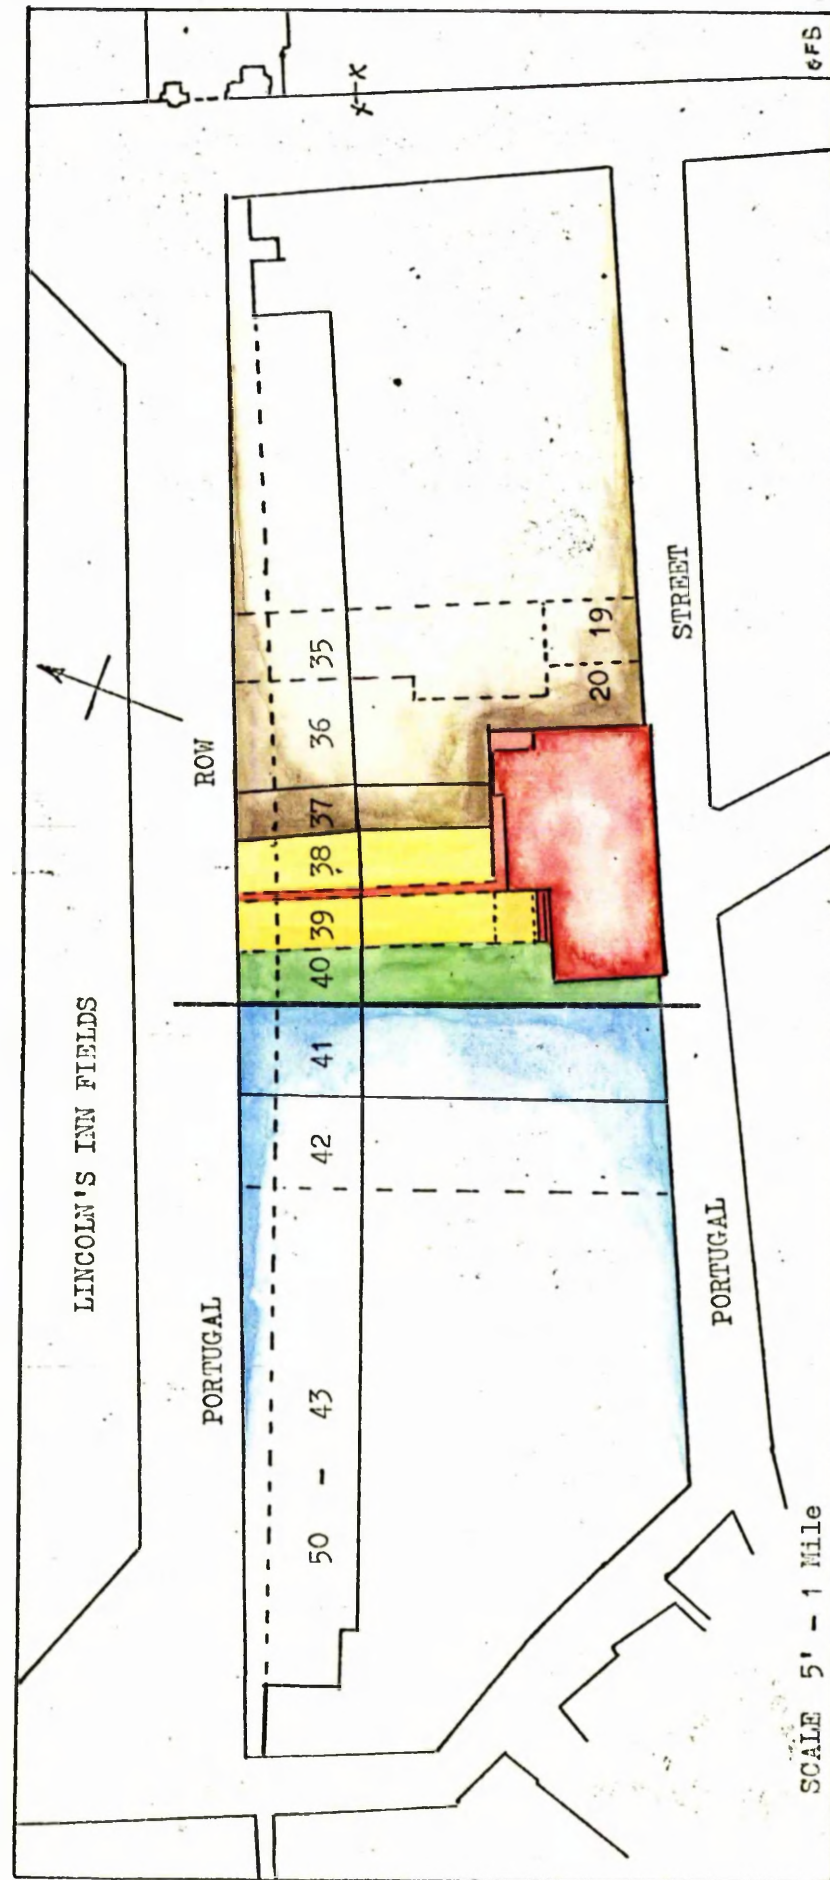 LINCOLN'S INN FIELDS
PORTUGAL ROW
50 - 43
42
41
40
39
38
37
36
35
20
19
PORTUGAL STREET
SCALE 5' - 1 Mile
GFS
X-X